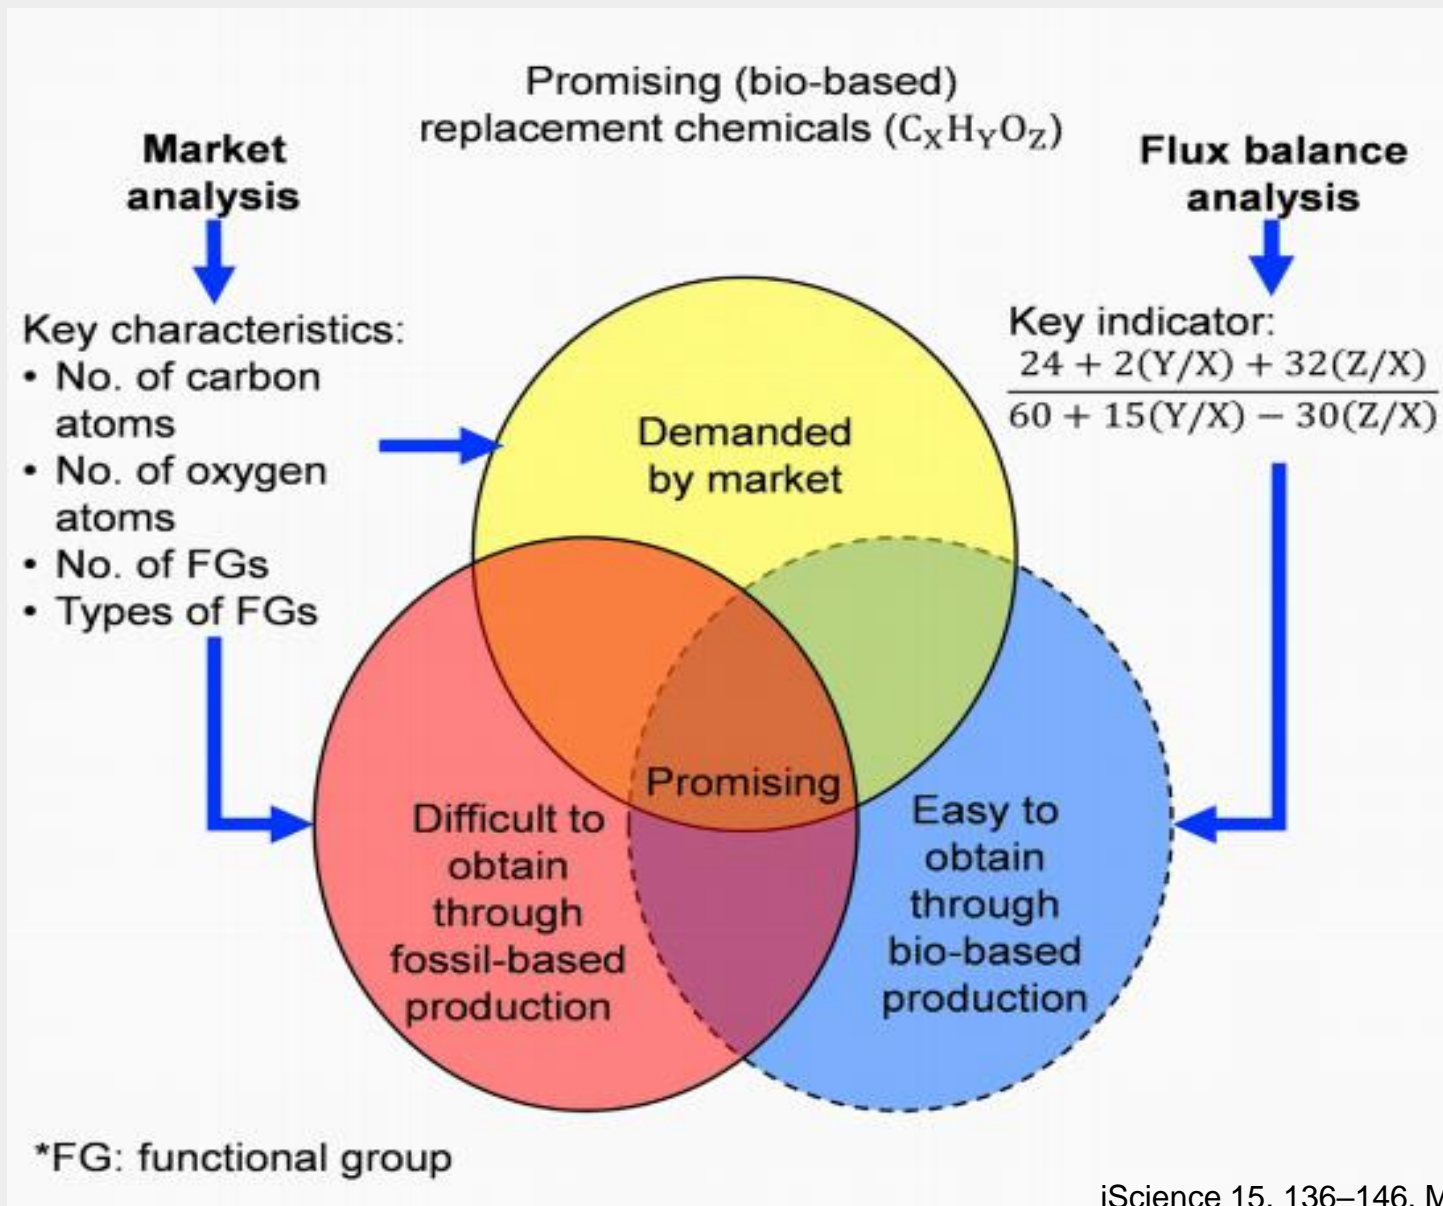 Promising (bio-based)
replacement chemicals (CₓHᵧO_Z)
Market
analysis
Flux balance
analysis
Key characteristics:
• No. of carbon
atoms
• No. of oxygen
atoms
• No. of FGs
• Types of FGs
Key indicator:
24 + 2(Y/X) + 32(Z/X)
60 + 15(Y/X) − 30(Z/X)
Demanded
by market
Promising
Difficult to
obtain
through
fossil-based
production
Easy to
obtain
through
bio-based
production
*FG: functional group
iScience 15, 136–146, M